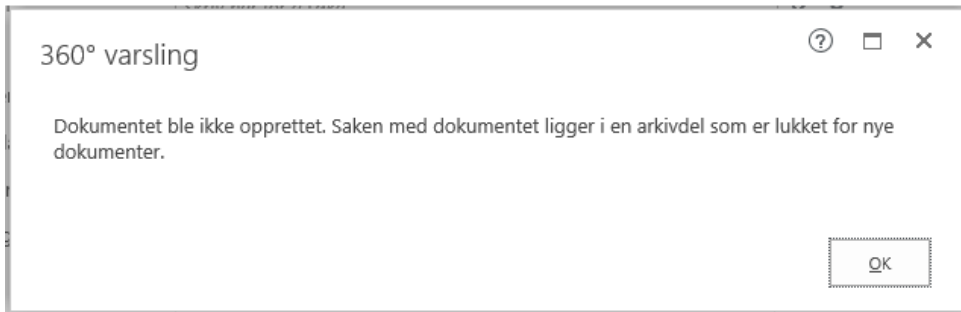 360° varsling
Dokumentet ble ikke opprettet. Saken med dokumentet ligger i en arkivdel som er lukket for nye
dokumenter.
OK